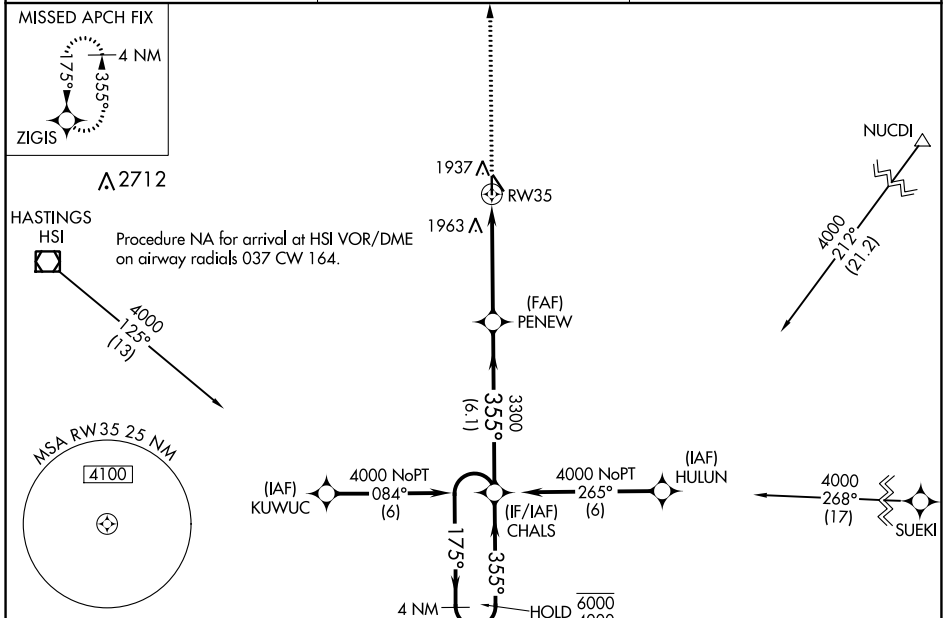 MISSED APCH FIX
4 NM
175°
355°
ZIGIS
2712
HASTINGS
HSI
Procedure NA for arrival at HSI VOR/DME
on airway radials 037 CW 164.
4000
125°
(13)
1937
RW35
1963
NUCDI
4000
212°
(21.2)
(FAF)
PENEW
3300
355°
(6.1)
MSA RW35 25 NM
4100
(IAF)
KUWUC
4000 NoPT
084°
(6)
(IF/IAF)
CHALS
4000 NoPT
265°
(6)
(IAF)
HULUN
4000
268°
(17)
SUEKI
175°
355°
4 NM
HOLD
6000